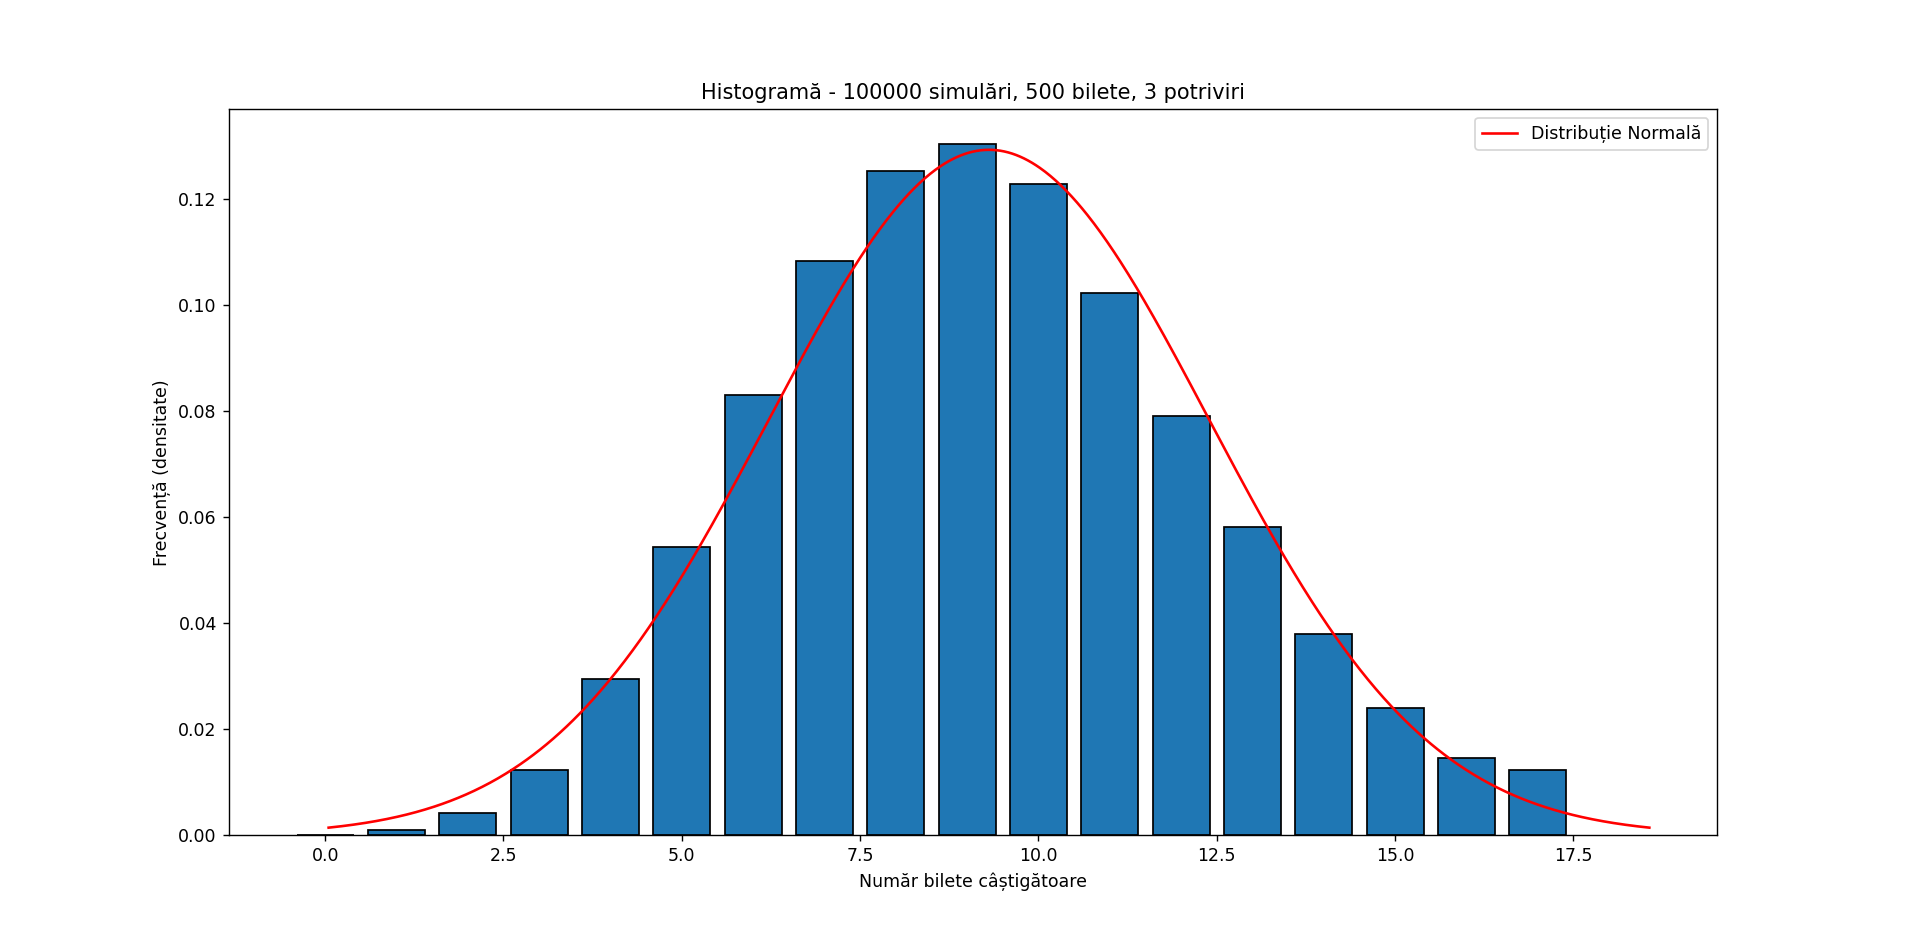 Histogramă - 100000 simulări, 500 bilete, 3 potriviri
Distribuție Normală
Frecvență (densitate)
0.12
0.10
0.08
0.06
0.04
0.02
0.00
0.0 2.5 5.0 7.5 10.0 12.5 15.0 17.5
Număr bilete câștigătoare